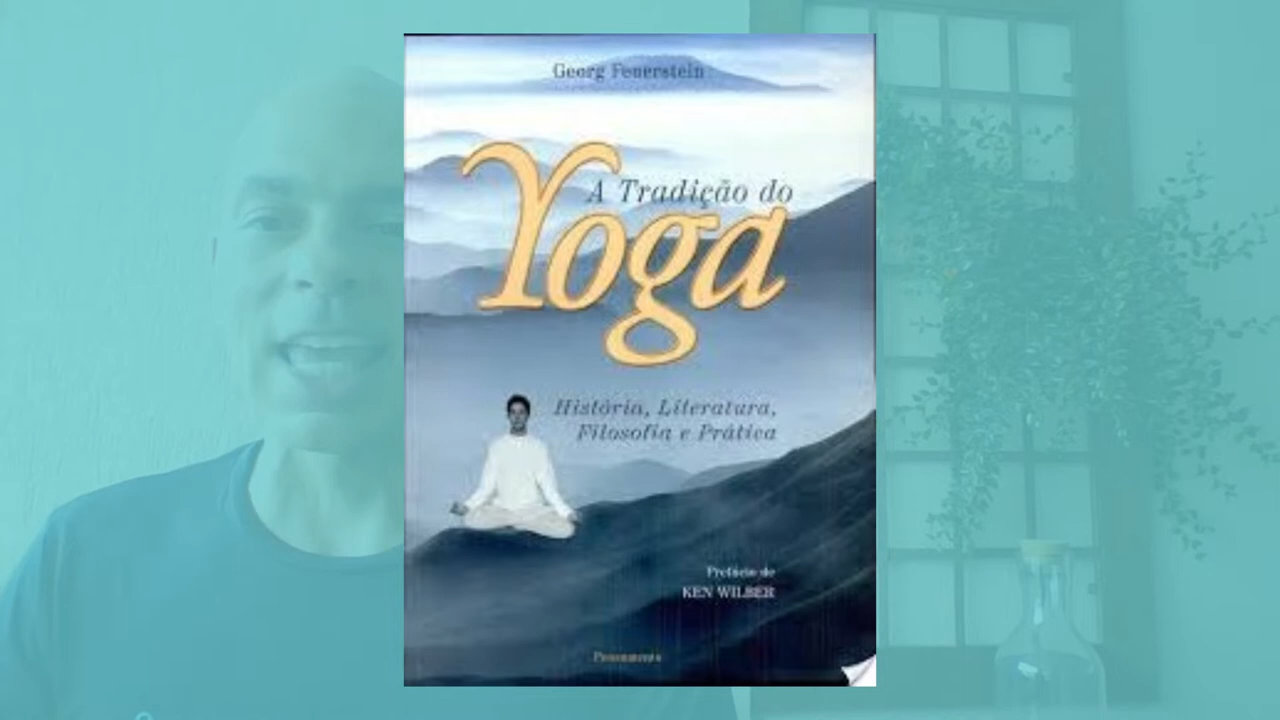 Georg Feuerstein
A Tradição do
Yoga
História, Literatura,
Filosofia e Prática
Prefácio de
KEN WILBER
Pensamento